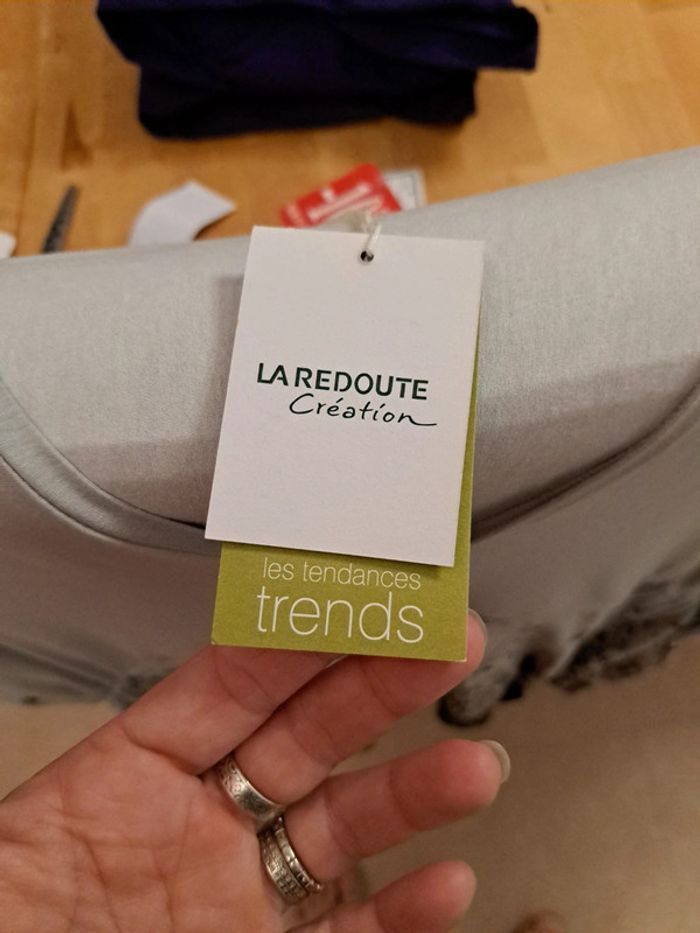 LA REDOUTE
Création
les tendances
trends